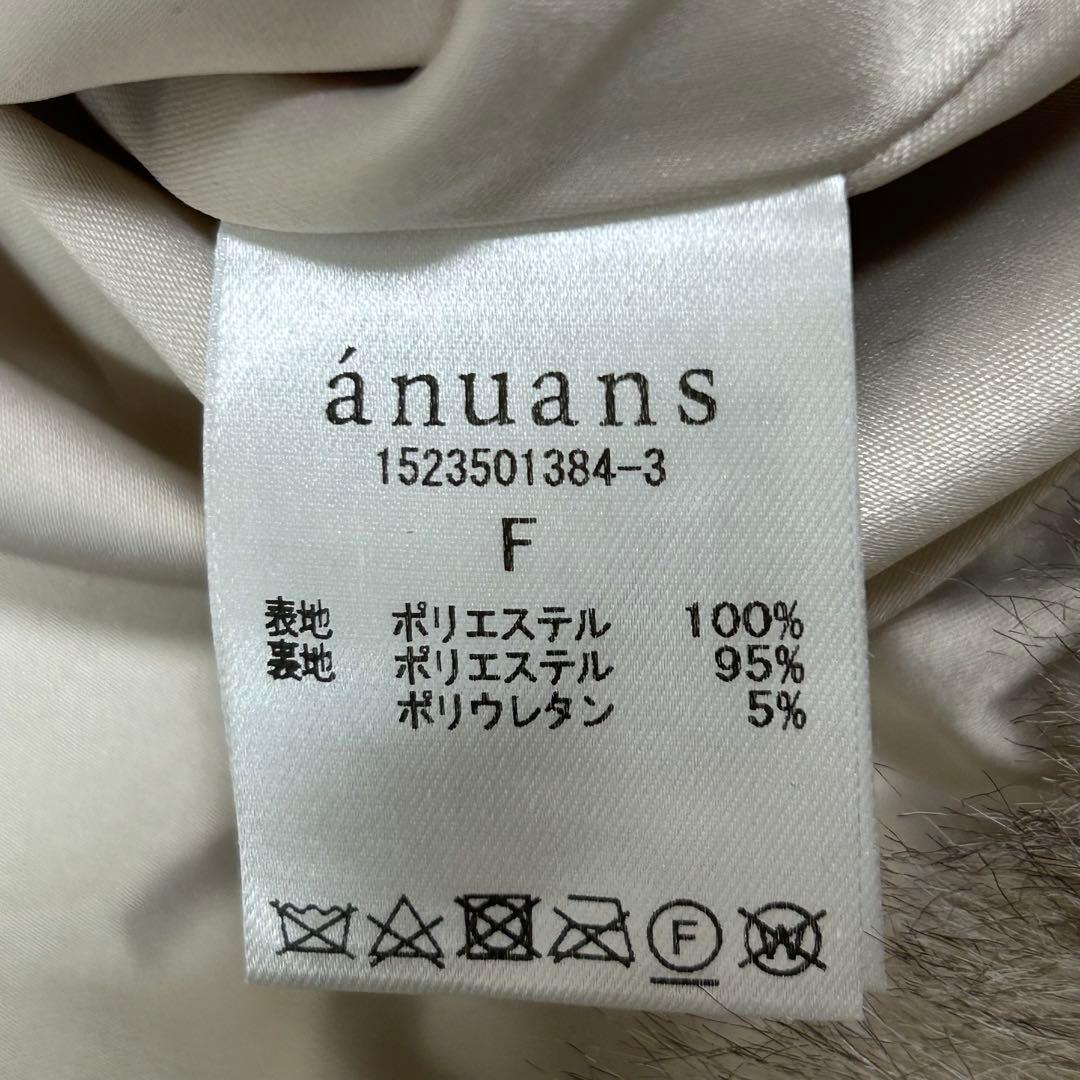 ánuans
1523501384-3
F
表地 ポリエステル 100%
裏地 ポリエステル 95%
ポリウレタン 5%
F W